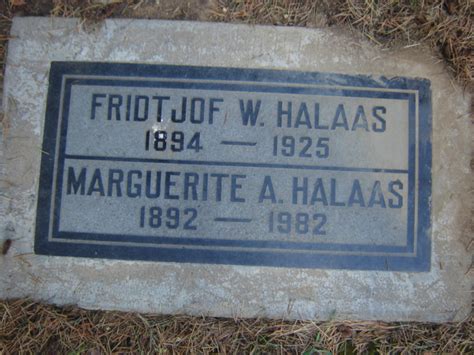 FRIDTJOF W. HALAAS
1894 — 1925
MARGUERITE A. HALAAS
1892 — 1982